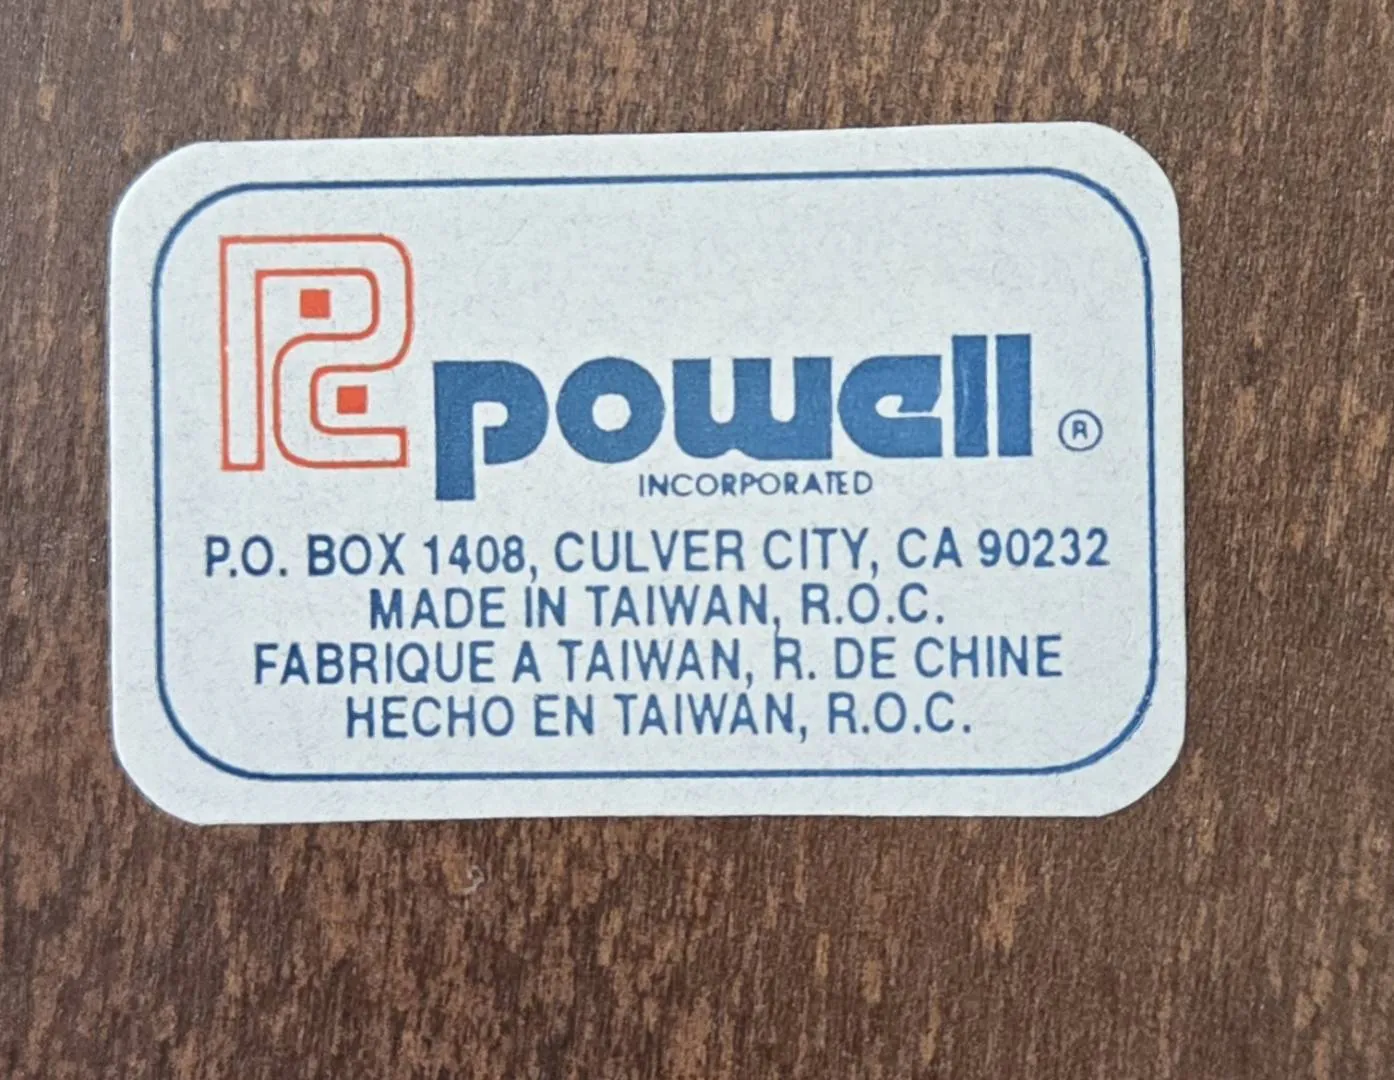 powell ®
INCORPORATED
P.O. BOX 1408, CULVER CITY, CA 90232
MADE IN TAIWAN, R.O.C.
FABRIQUE A TAIWAN, R. DE CHINE
HECHO EN TAIWAN, R.O.C.